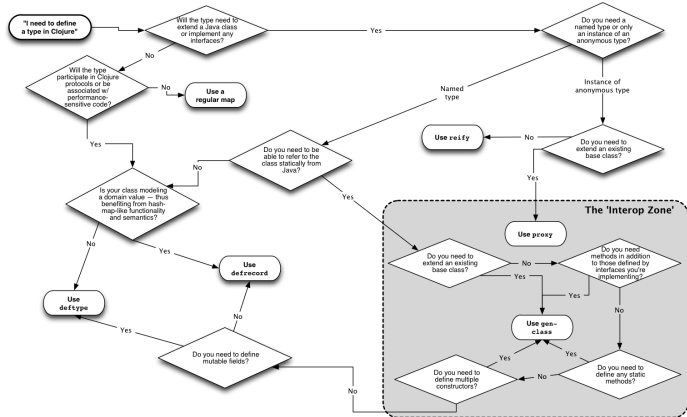 "I need to define
a type in Clojure"
Will the type need to
extend a Java class
or implement any
interfaces?
Yes
Do you need a
named type or only
an instance of an
anonymous type?
No
Will the type
participate in Clojure
protocols or be
associated w/
performance-
sensitive code?
No
Use a
regular map
Named
type
Instance of
anonymous type
Use reify
No
Do you need to
extend an existing
base class?
Yes
Do you need to be
able to refer to the
class statically from
Java?
No
Yes
Yes
Is your class modeling
a domain value — thus
benefiting from hash-
map-like functionality
and semantics?
The 'Interop Zone'
Use proxy
Do you need to
extend an existing
base class?
No
Yes
Do you need
methods in addition
to those defined by
interfaces you're
implementing?
Yes
No
No
Yes
Use
defrecord
Use
deftype
Yes
No
Do you need to define
mutable fields?
Use gen-
class
Yes
Yes
Do you need to
define multiple
constructors?
No
Do you need to
define any static
methods?
No